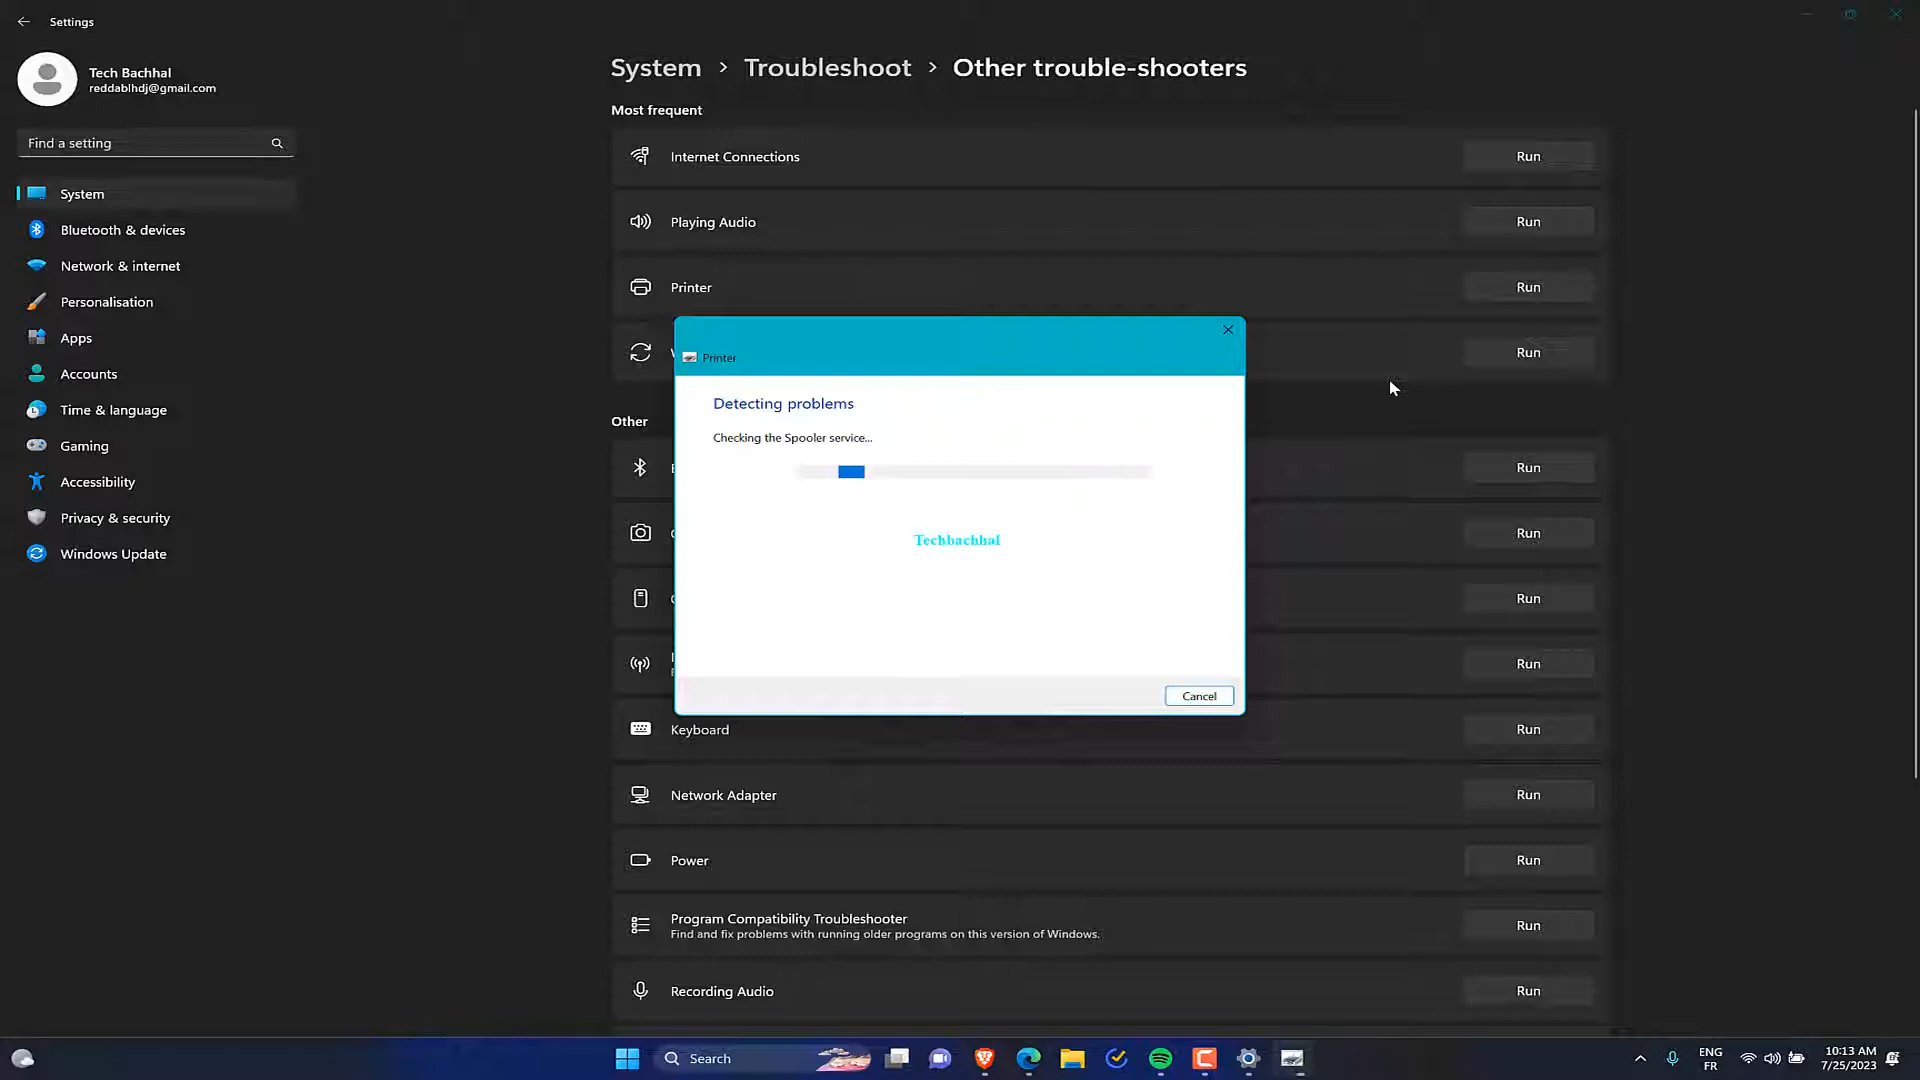 Settings
Tech Bachhal
reddablhdj@gmail.com
Find a setting
System
Bluetooth & devices
Network & internet
Personalisation
Apps
Accounts
Time & language
Gaming
Accessibility
Privacy & security
Windows Update
System > Troubleshoot > Other trouble-shooters
Most frequent
Internet Connections Run
Playing Audio Run
Printer Run
Run
Other
Run
Run
Run
Run
Printer
Detecting problems
Checking the Spooler service...
Techbachhal
Cancel
Keyboard Run
Network Adapter Run
Power Run
Program Compatibility Troubleshooter Run
Find and fix problems with running older programs on this version of Windows.
Recording Audio Run
Search
ENG
FR
10:13 AM
7/25/2023